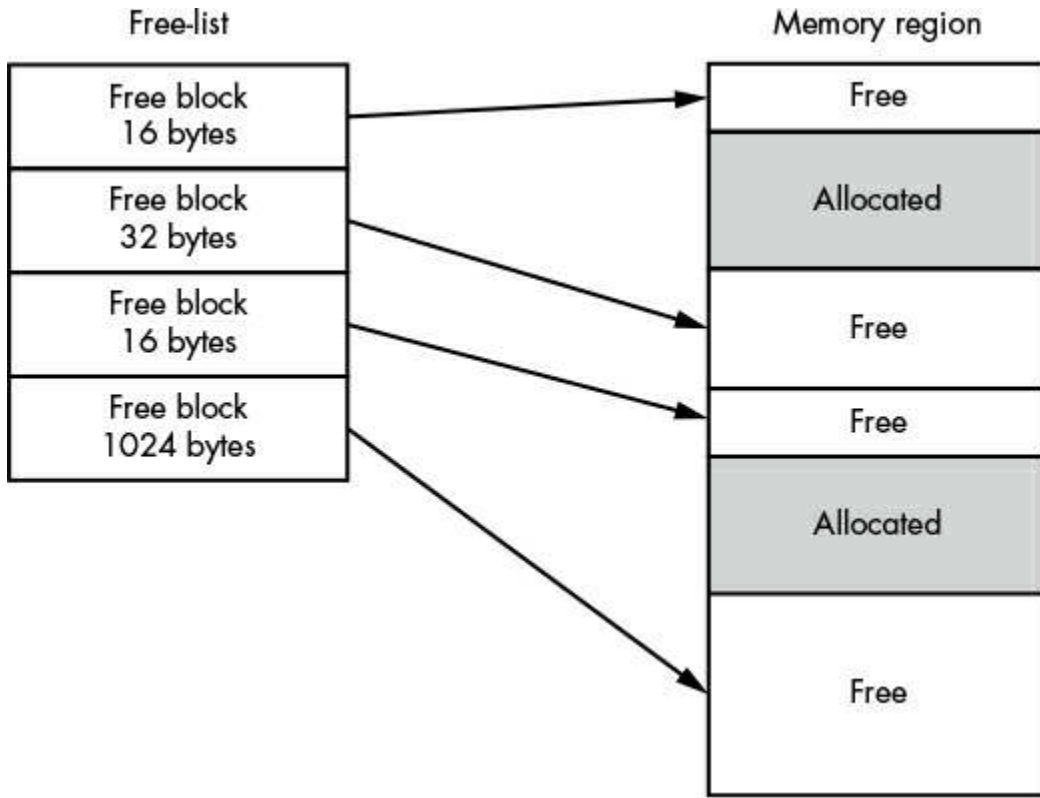 Free-list
Free block
16 bytes
Free block
32 bytes
Free block
16 bytes
Free block
1024 bytes
Memory region
Free
Allocated
Free
Free
Allocated
Free